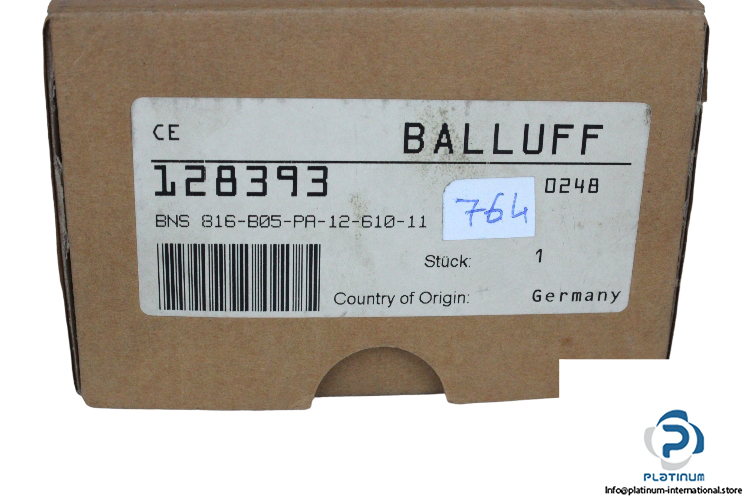 CE BALLUFF
128393 0248
BNS 816-B05-PA-12-610-11
764
Stück: 1
Country of Origin: Germany
PLATINUM
Info@platinum-international.store